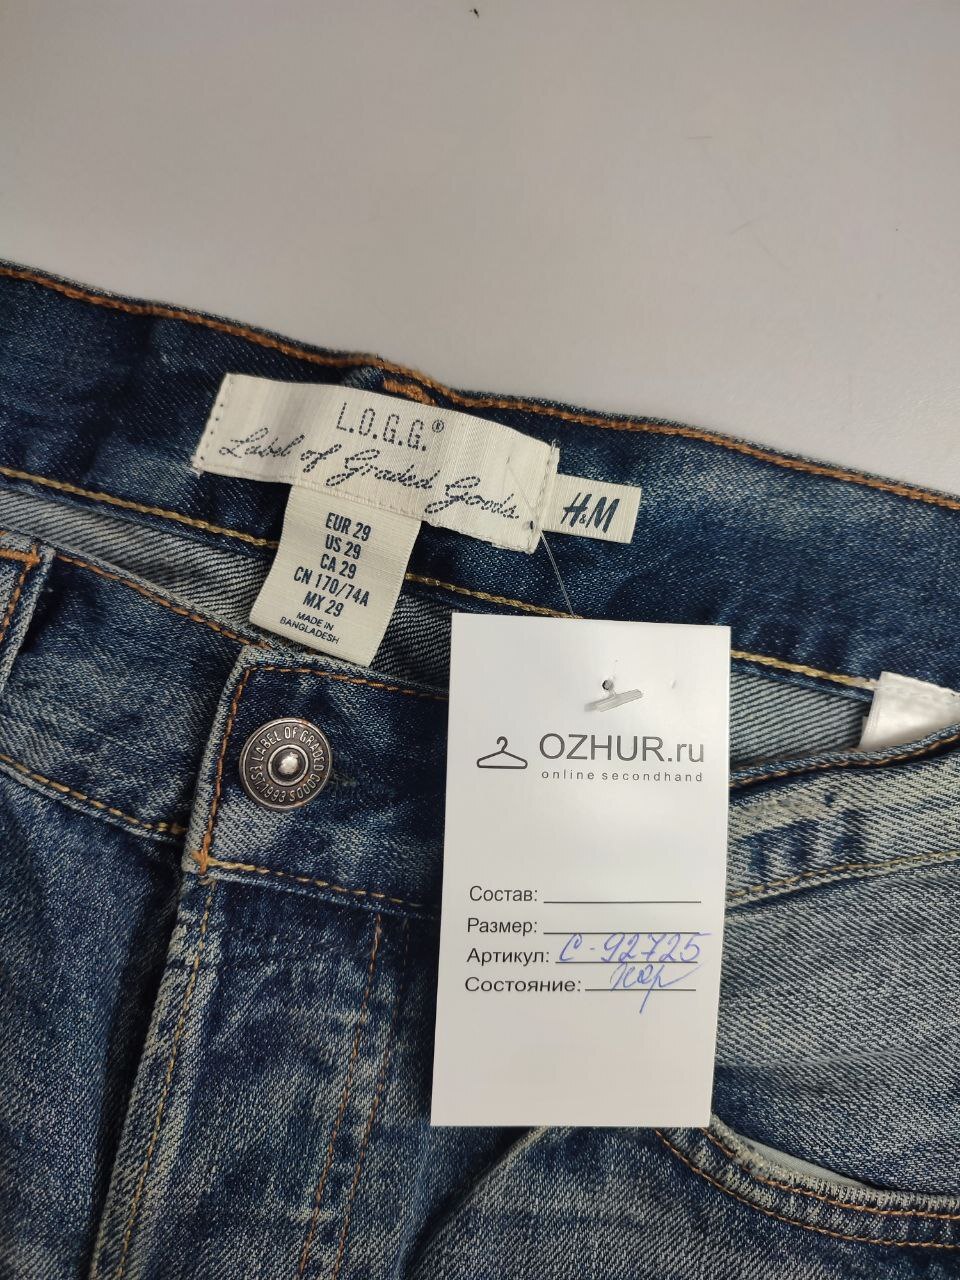 L.O.G.G.®
Label of Graded Goods.
H&M
EUR 29
US 29
CA 29
CN 170/74A
MX 29
MADE IN
BANGLADESH
LABEL OF GRADED GOODS
EST. 1993
OZHUR.ru
online secondhand
Состав:
Размер:
Артикул: С-92725
Состояние: хор